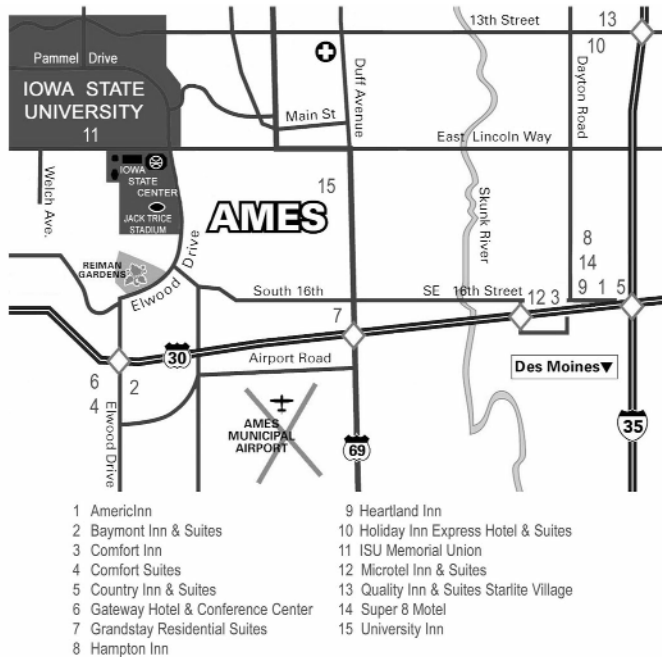 13th Street
13
10
Pammel Drive
IOWA STATE
UNIVERSITY
11
Main St
Duff Avenue
Dayton Road
East Lincoln Way
Welch Ave.
IOWA
STATE
CENTER
JACK TRICE
STADIUM
15
AMES
Skunk River
8
14
9 1 5
REIMAN
GARDENS
Elwood Drive
South 16th
SE 16th Street
12 3
7
30
Airport Road
Des Moines▼
6
2
4
Elwood Drive
AMES
MUNICIPAL
AIRPORT
69
35
1 AmericInn
2 Baymont Inn & Suites
3 Comfort Inn
4 Comfort Suites
5 Country Inn & Suites
6 Gateway Hotel & Conference Center
7 Grandstay Residential Suites
8 Hampton Inn
9 Heartland Inn
10 Holiday Inn Express Hotel & Suites
11 ISU Memorial Union
12 Microtel Inn & Suites
13 Quality Inn & Suites Starlite Village
14 Super 8 Motel
15 University Inn